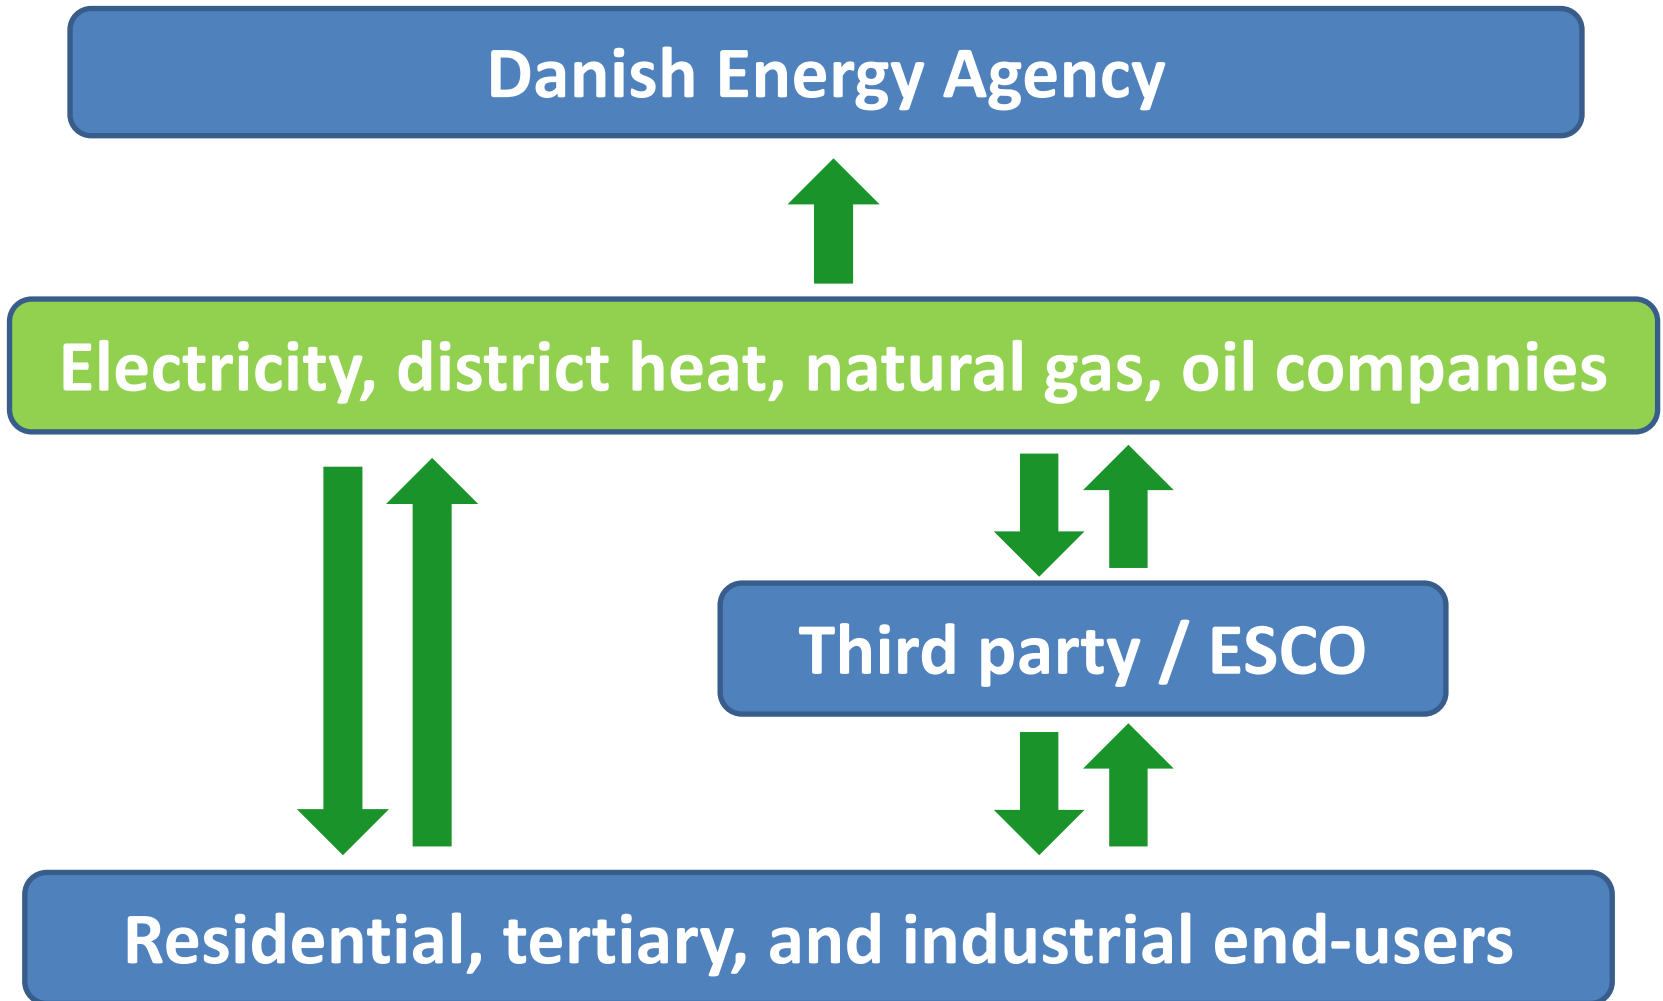 Danish Energy Agency
Electricity, district heat, natural gas, oil companies
Third party / ESCO
Residential, tertiary, and industrial end-users